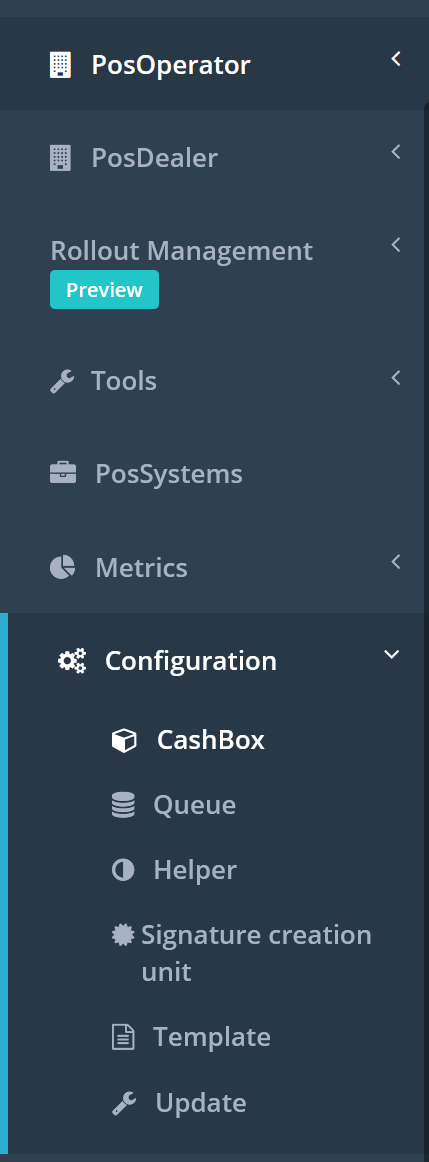 PosOperator
PosDealer
Rollout Management
Preview
Tools
PosSystems
Metrics
Configuration
CashBox
Queue
Helper
Signature creation
unit
Template
Update